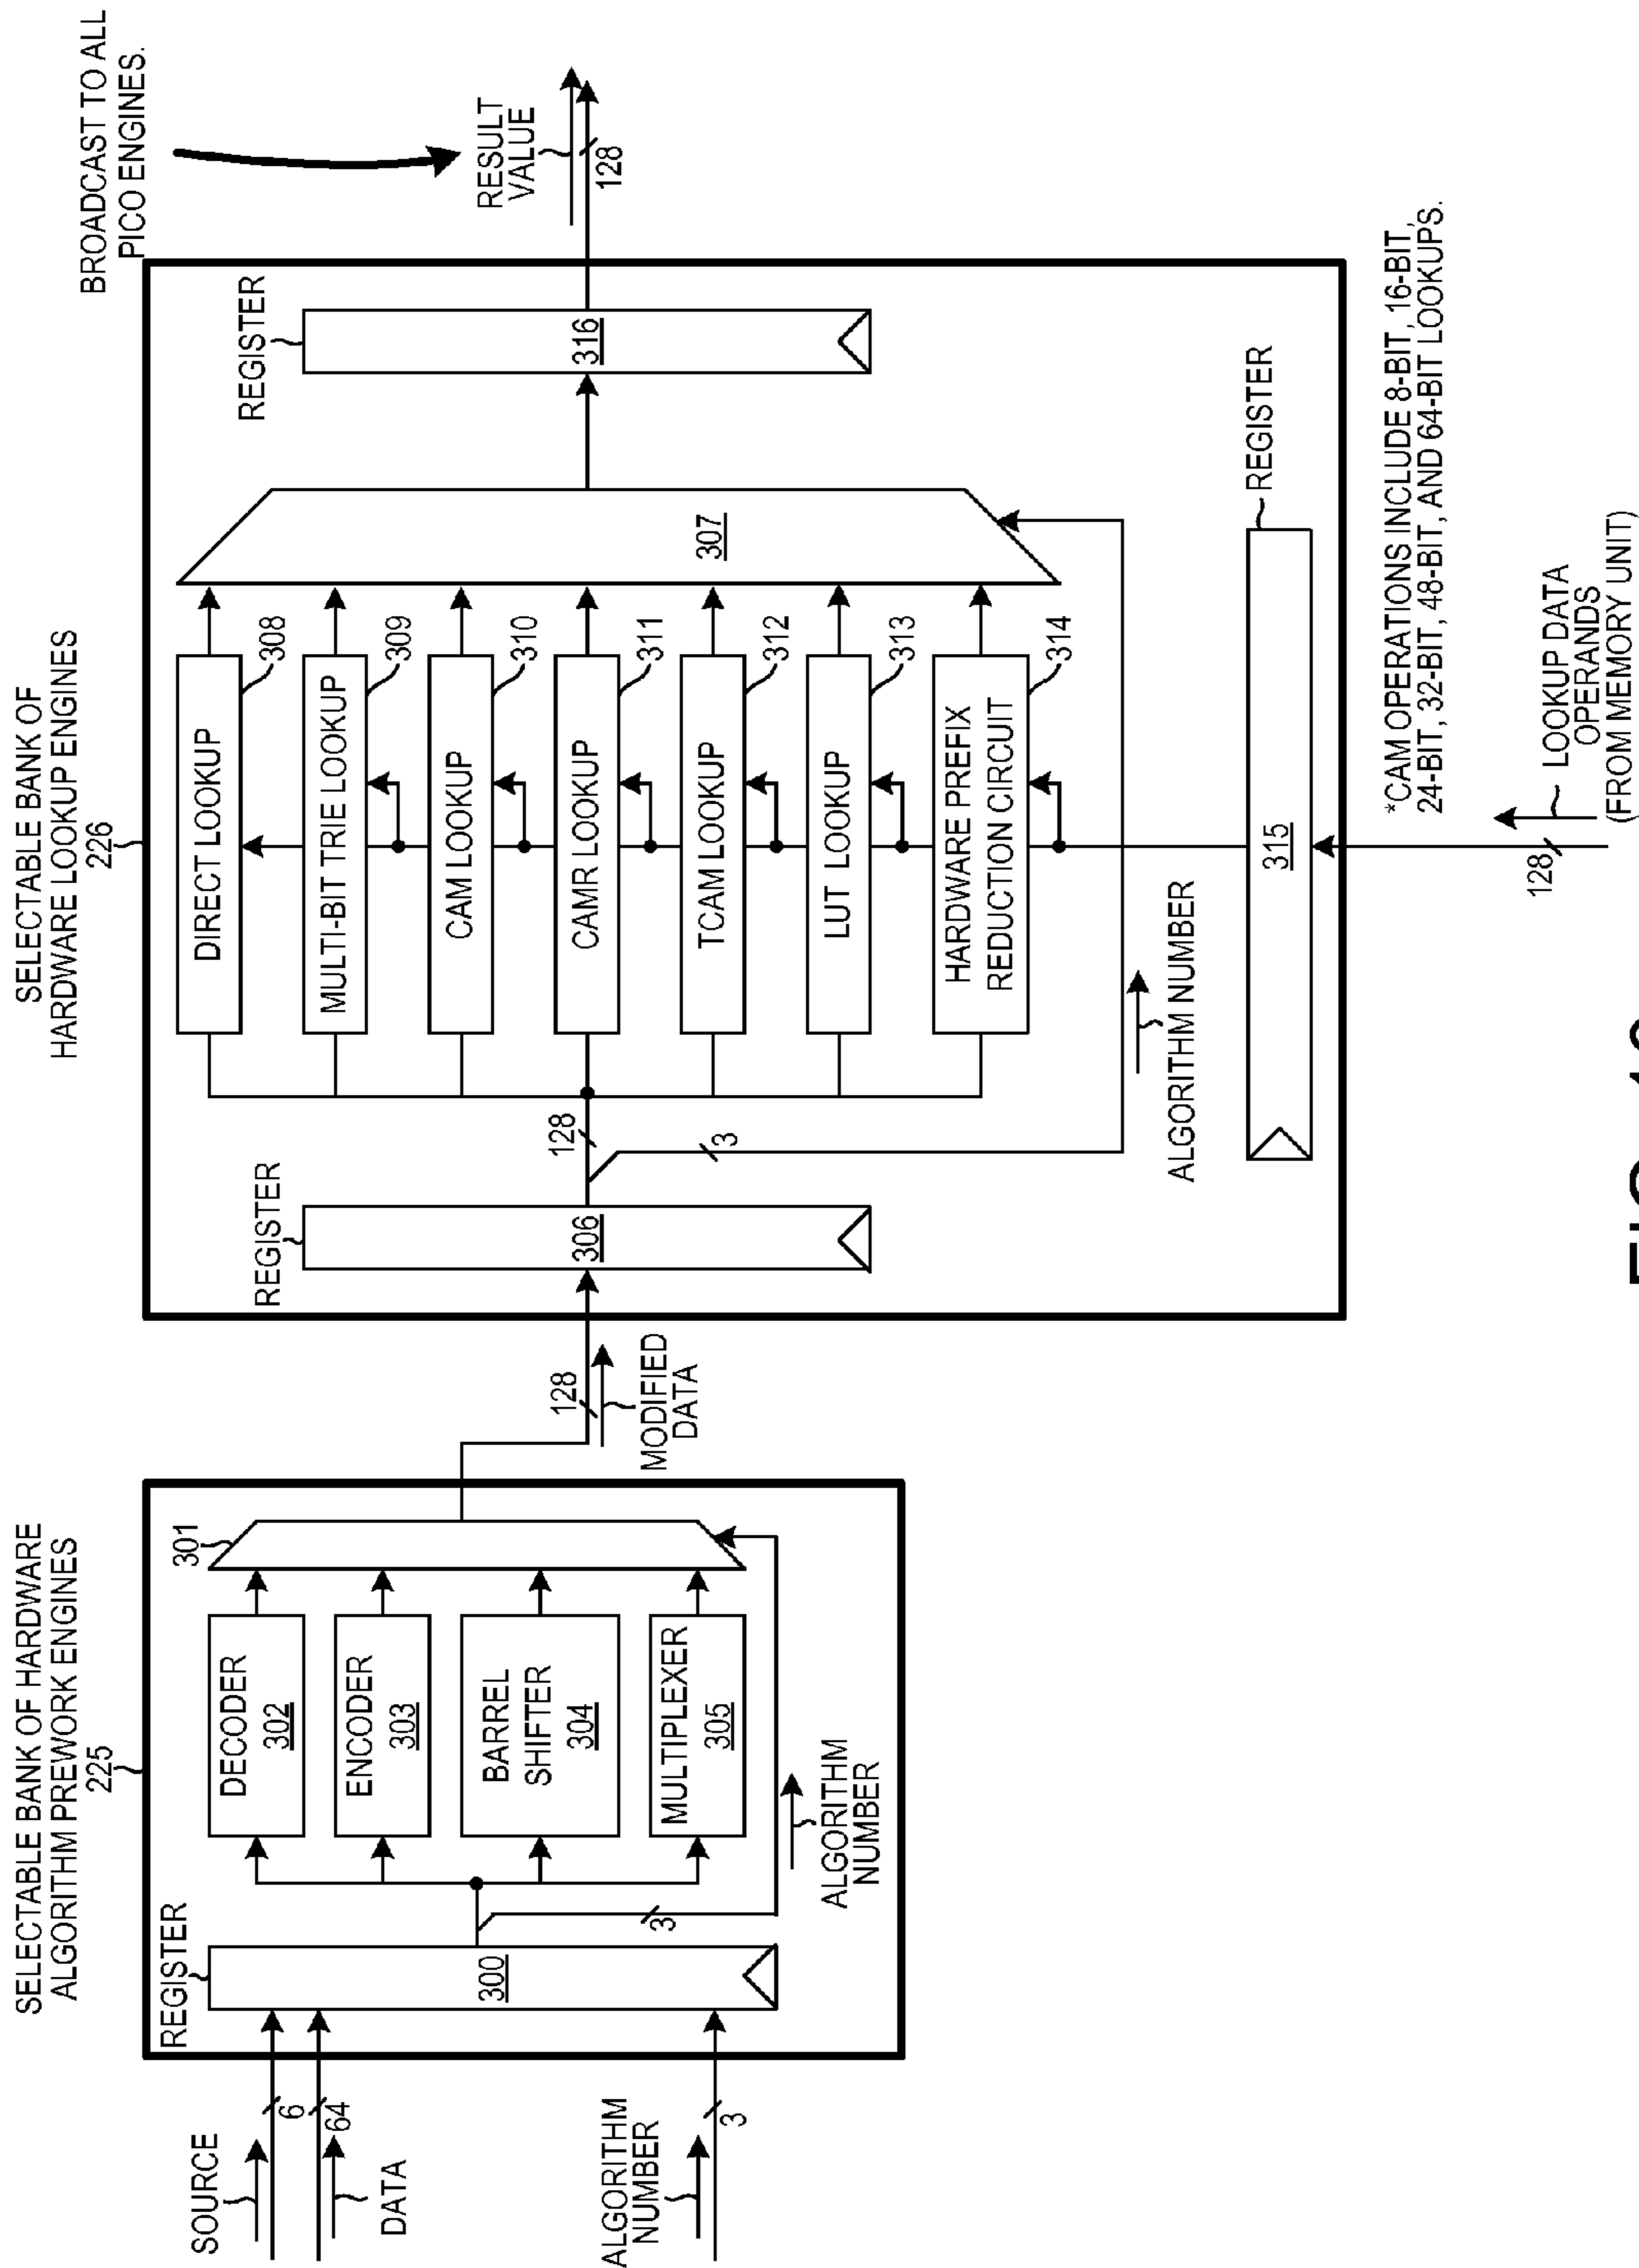 SELECTABLE BANK OF HARDWARE
ALGORITHM PREWORK ENGINES
225
REGISTER
SOURCE
6
64
DATA
ALGORITHM
NUMBER
3
300
3
DECODER
302
ENCODER
303
BARREL
SHIFTER
304
MULTIPLEXER
305
301
ALGORITHM
NUMBER
128
MODIFIED
DATA
SELECTABLE BANK OF
HARDWARE LOOKUP ENGINES
226
REGISTER
306
128
3
DIRECT LOOKUP
308
MULTI-BIT TRIE LOOKUP
309
CAM LOOKUP
310
CAMR LOOKUP
311
TCAM LOOKUP
312
LUT LOOKUP
313
HARDWARE PREFIX
REDUCTION CIRCUIT
314
ALGORITHM NUMBER
307
REGISTER
316
REGISTER
315
BROADCAST TO ALL
PICO ENGINES.
RESULT
VALUE
128
*CAM OPERATIONS INCLUDE 8-BIT, 16-BIT,
24-BIT, 32-BIT, 48-BIT, AND 64-BIT LOOKUPS.
128
LOOKUP DATA
OPERANDS
(FROM MEMORY UNIT)